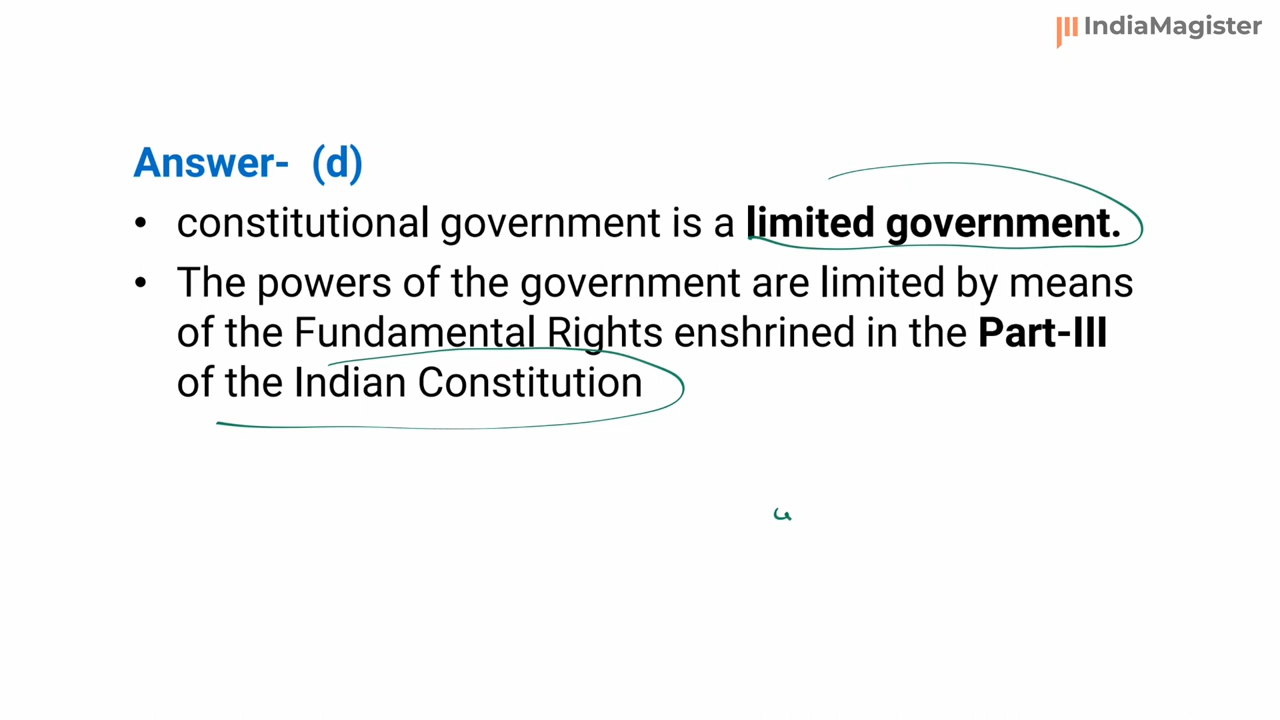 IndiaMagister
Answer- (d)
• constitutional government is a limited government.
• The powers of the government are limited by means
of the Fundamental Rights enshrined in the Part-III
of the Indian Constitution